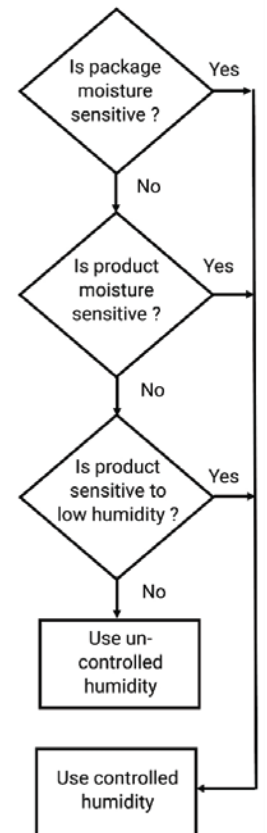 Is package
moisture
sensitive ?
Yes
No
Is product
moisture
sensitive ?
Yes
No
Is product
sensitive to
low humidity ?
Yes
No
Use un-
controlled
humidity
Use controlled
humidity